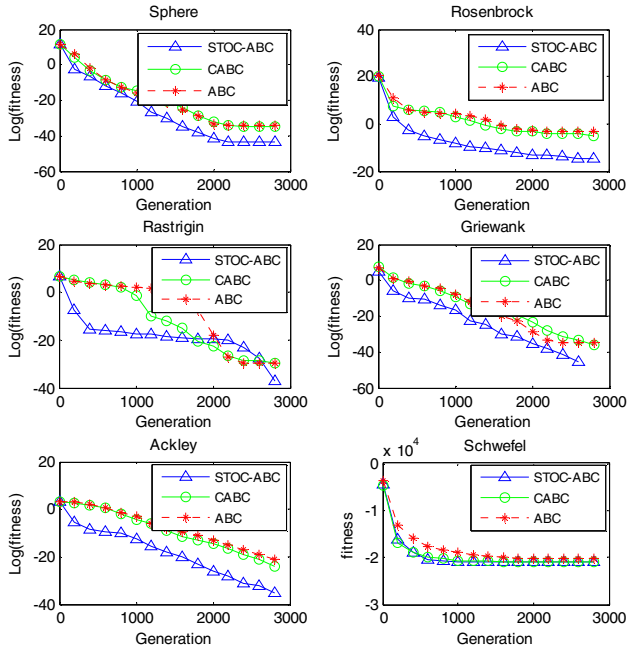 Sphere
20
0
-20
-40
-60
Log(fitness)
0
1000
2000
3000
Generation
STOC-ABC
CABC
ABC
Rosenbrock
40
20
0
-20
Log(fitness)
0
1000
2000
3000
Generation
STOC-ABC
CABC
ABC
Rastrigin
20
0
-20
-40
Log(fitness)
0
1000
2000
3000
Generation
STOC-ABC
CABC
ABC
Griewank
20
0
-20
-40
-60
Log(fitness)
0
1000
2000
3000
Generation
STOC-ABC
CABC
ABC
Ackley
20
0
-20
-40
Log(fitness)
0
1000
2000
3000
Generation
STOC-ABC
CABC
ABC
Schwefel
x 10^4
0
-1
-2
-3
fitness
0
1000
2000
3000
Generation
STOC-ABC
CABC
ABC